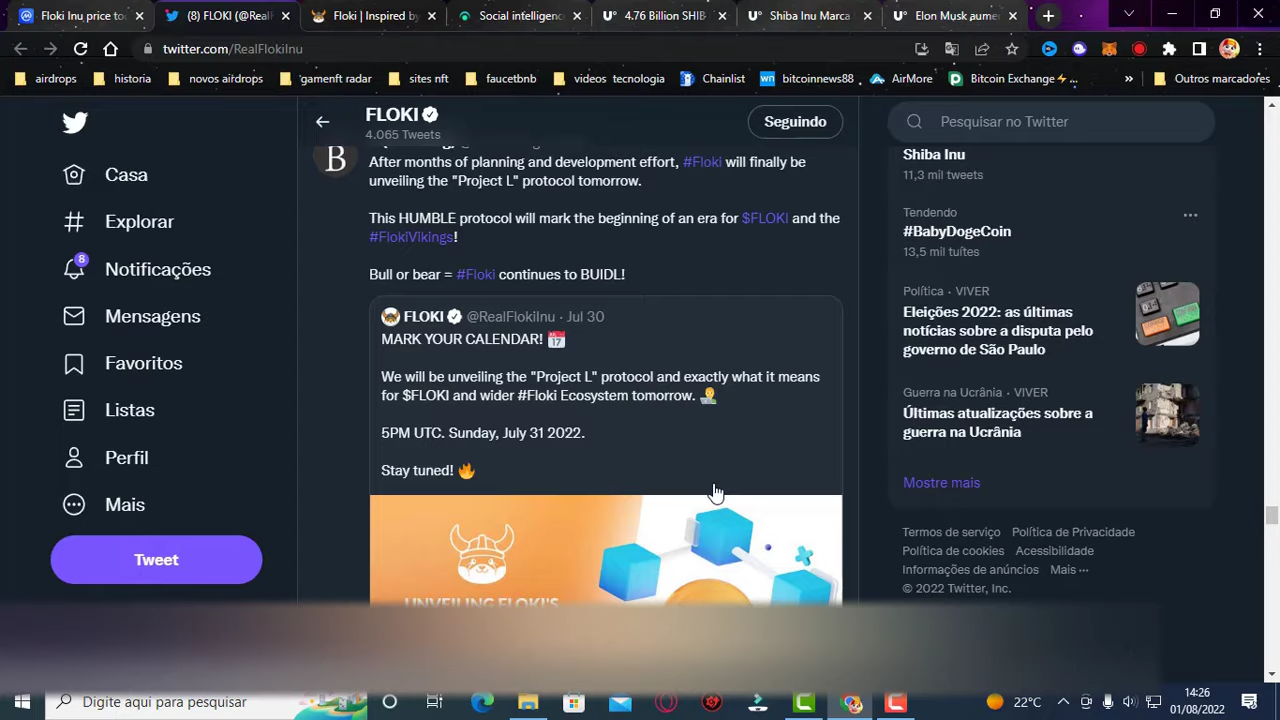 Floki Inu price to
(8) FLOKI (@Real
Floki | Inspired by
Social intelligence
4.76 Billion SHIB
Shiba Inu Marca
Elon Musk aume
twitter.com/RealFlokiInu
airdrops
historia
novos airdrops
'gamenft radar
sites nft
faucetbnb
videos tecnologia
Chainlist
bitcoinnews88
AirMore
Bitcoin Exchange
»
Outros marcadores
FLOKI
4.065 Tweets
Seguindo
Pesquisar no Twitter
Casa
Explorar
8
Notificações
Mensagens
Favoritos
Listas
Perfil
Mais
Tweet
B
After months of planning and development effort, #Floki will finally be
unveiling the "Project L" protocol tomorrow.
This HUMBLE protocol will mark the beginning of an era for $FLOKI and the
#FlokiVikings!
Bull or bear = #Floki continues to BUIDL!
FLOKI @RealFlokiInu · Jul 30
MARK YOUR CALENDAR! 📅
We will be unveiling the "Project L" protocol and exactly what it means
for $FLOKI and wider #Floki Ecosystem tomorrow.
5PM UTC. Sunday, July 31 2022.
Stay tuned! 🔥
UNVEILING FLOKI'S
Shiba Inu
11,3 mil tweets
Tendendo
#BabyDogeCoin
13,5 mil tuítes
Política · VIVER
Eleições 2022: as últimas
notícias sobre a disputa pelo
governo de São Paulo
Guerra na Ucrânia · VIVER
Últimas atualizações sobre a
guerra na Ucrânia
Mostre mais
Termos de serviço Política de Privacidade
Política de cookies Acessibilidade
Informações de anúncios Mais ···
© 2022 Twitter, Inc.
Digite aqui para pesquisar
22°C
14:26
01/08/2022